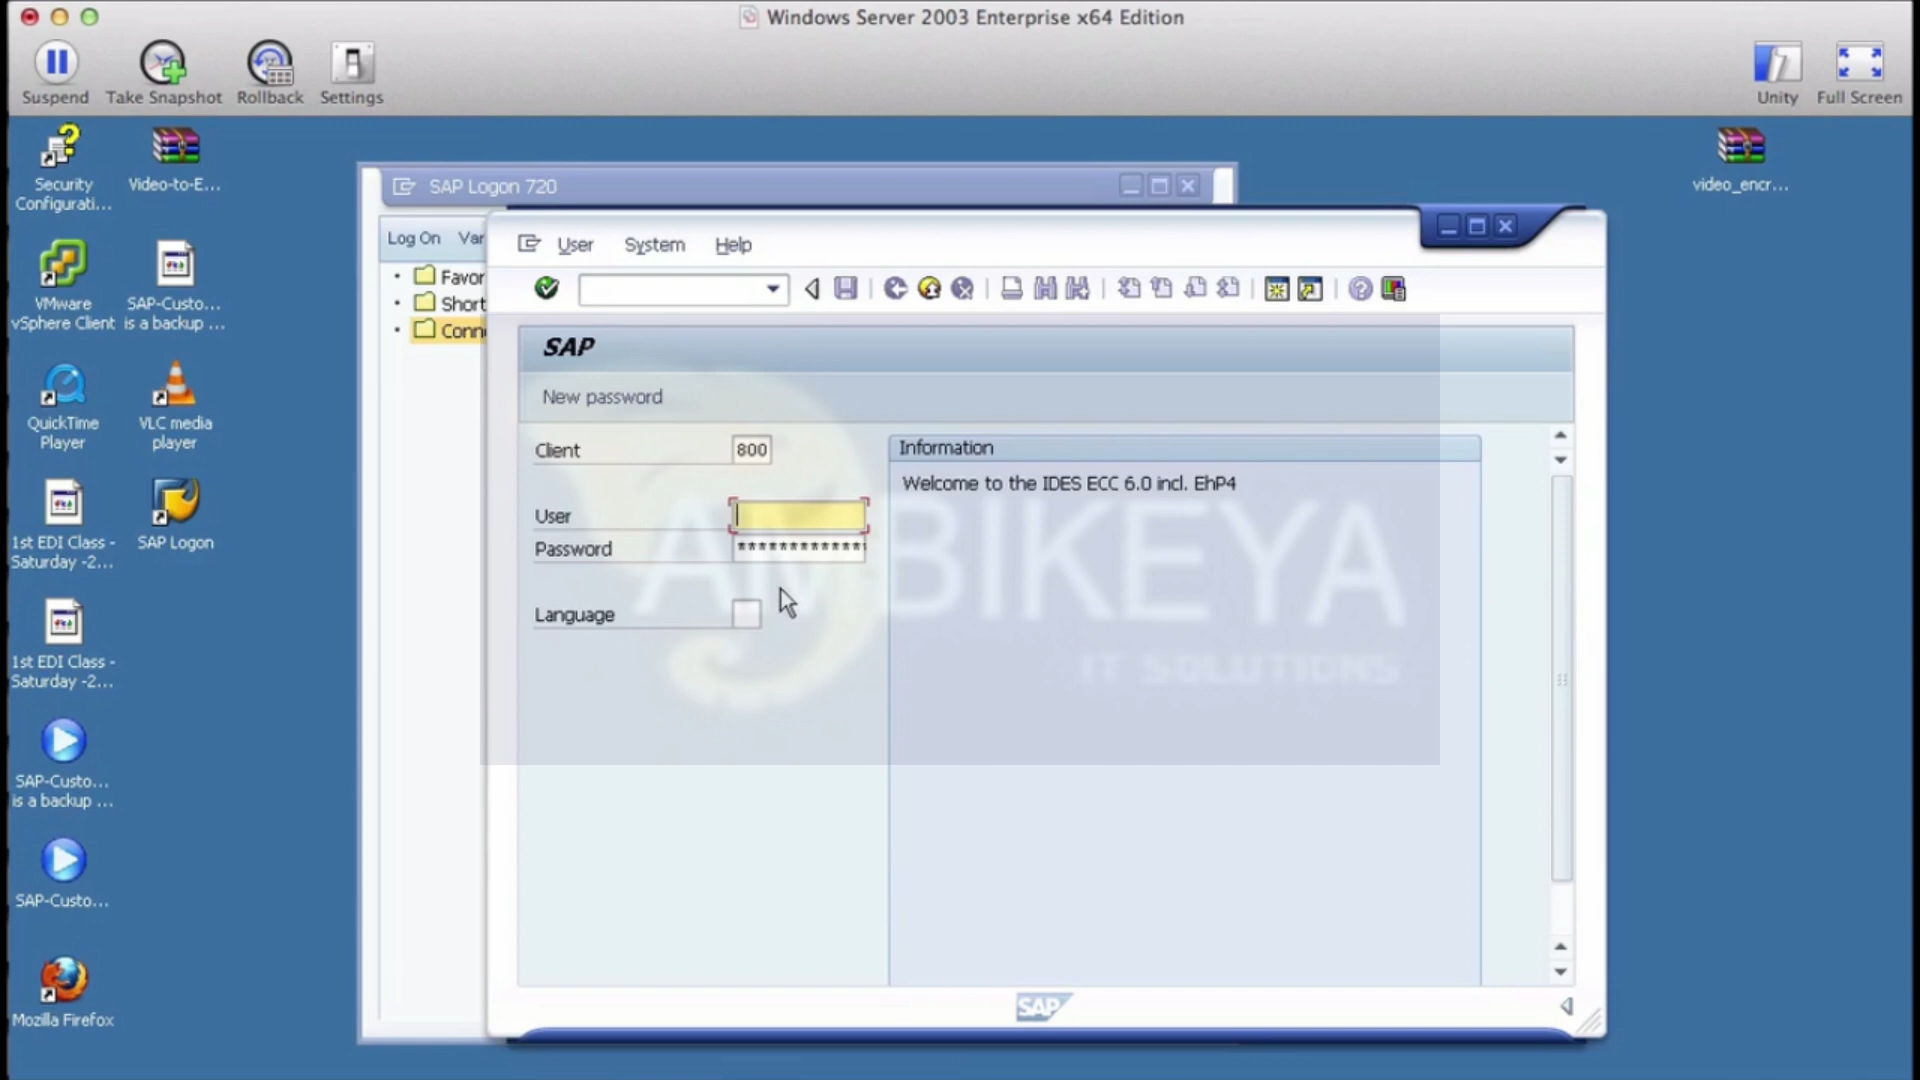 Windows Server 2003 Enterprise x64 Edition
Suspend
Take Snapshot
Rollback
Settings
Unity
Full Screen
Security
Configurati...
Video-to-E...
video_encr...
VMware
vSphere Client
SAP-Custo...
is a backup ...
QuickTime
Player
VLC media
player
1st EDI Class -
Saturday -2...
SAP Logon
1st EDI Class -
Saturday -2...
SAP-Custo...
is a backup ...
SAP-Custo...
Mozilla Firefox
SAP Logon 720
Log On Var
Favor
Short
Conn
User System Help
SAP
New password
Client 800
User
Password *************
Language
Information
Welcome to the IDES ECC 6.0 incl. EhP4
AMBIKEYA
IT SOLUTIONS
SAP